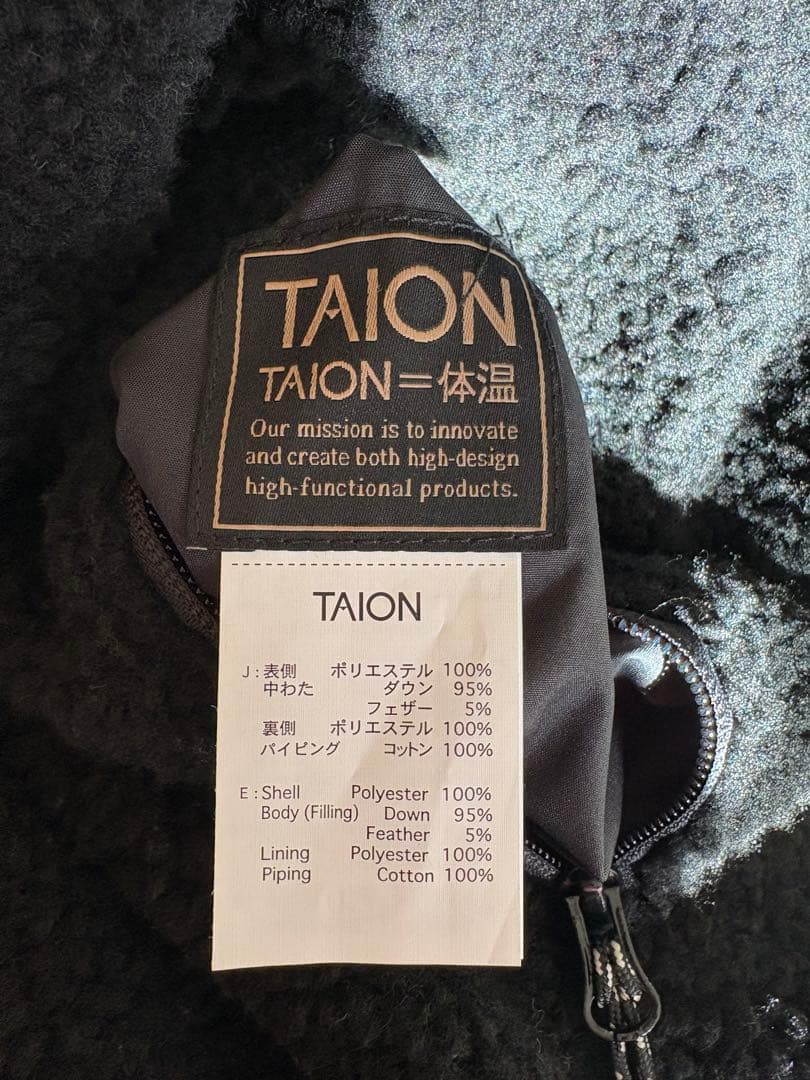 TAION
TAION=体温
Our mission is to innovate
and create both high-design
high-functional products.
TAION
J:表側 ポリエステル 100%
中わた ダウン 95%
フェザー 5%
裏側 ポリエステル 100%
パイピング コットン 100%
E:Shell Polyester 100%
Body (Filling) Down 95%
Feather 5%
Lining Polyester 100%
Piping Cotton 100%